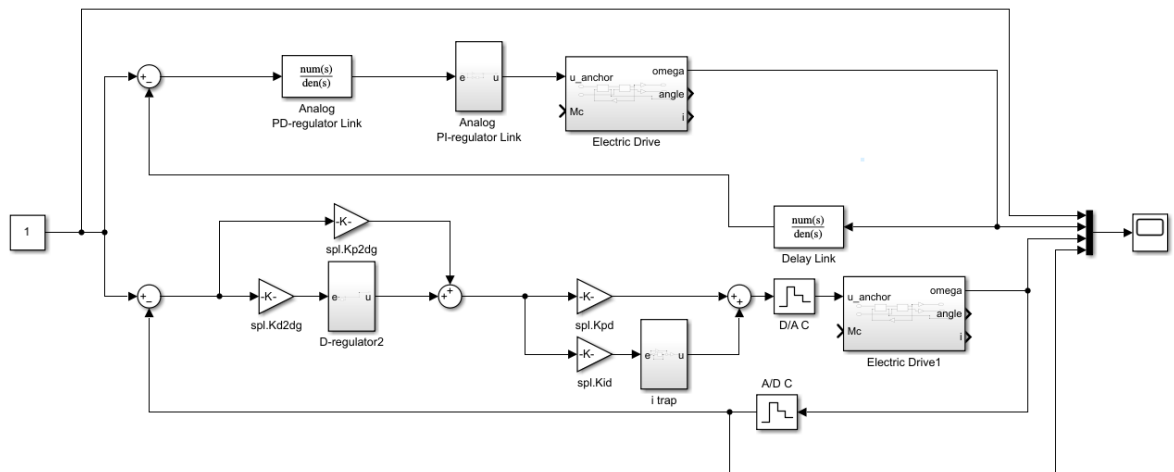 num(s)
den(s)
Analog
PD-regulator Link
e u
Analog
PI-regulator Link
u_anchor
Mc
omega
angle
i
Electric Drive
1
-K-
spl.Kp2dg
num(s)
den(s)
Delay Link
-K-
spl.Kd2dg
e u
D-regulator2
-K-
spl.Kpd
-K-
spl.Kid
e u
i trap
D/A C
u_anchor
Mc
omega
angle
i
Electric Drive1
A/D C